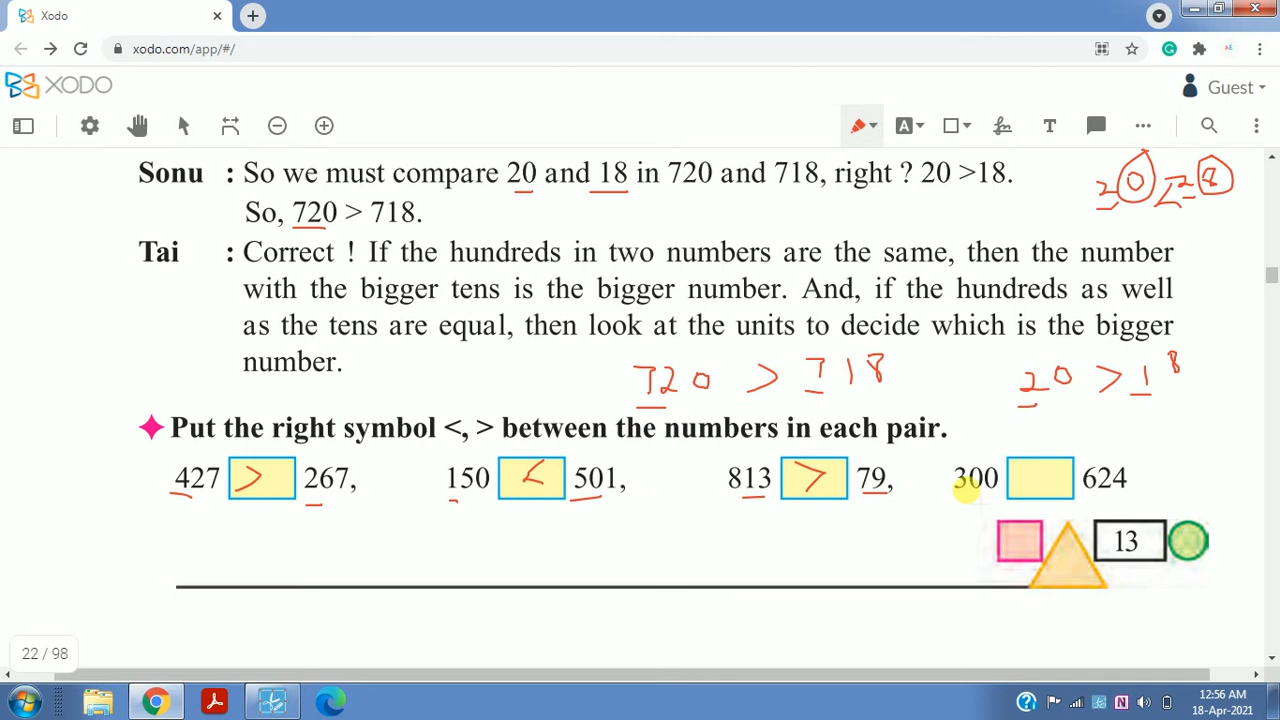 Xodo
xodo.com/app/#/
XODO
Guest
Sonu : So we must compare 20 and 18 in 720 and 718, right ? 20 >18.
So, 720 > 718.
20 < 28
Tai : Correct ! If the hundreds in two numbers are the same, then the number
with the bigger tens is the bigger number. And, if the hundreds as well
as the tens are equal, then look at the units to decide which is the bigger
number.
720 > 718 20 > 18
Put the right symbol <, > between the numbers in each pair.
427 > 267, 150 < 501, 813 > 79, 300 624
13
22 / 98
12:56 AM
18-Apr-2021